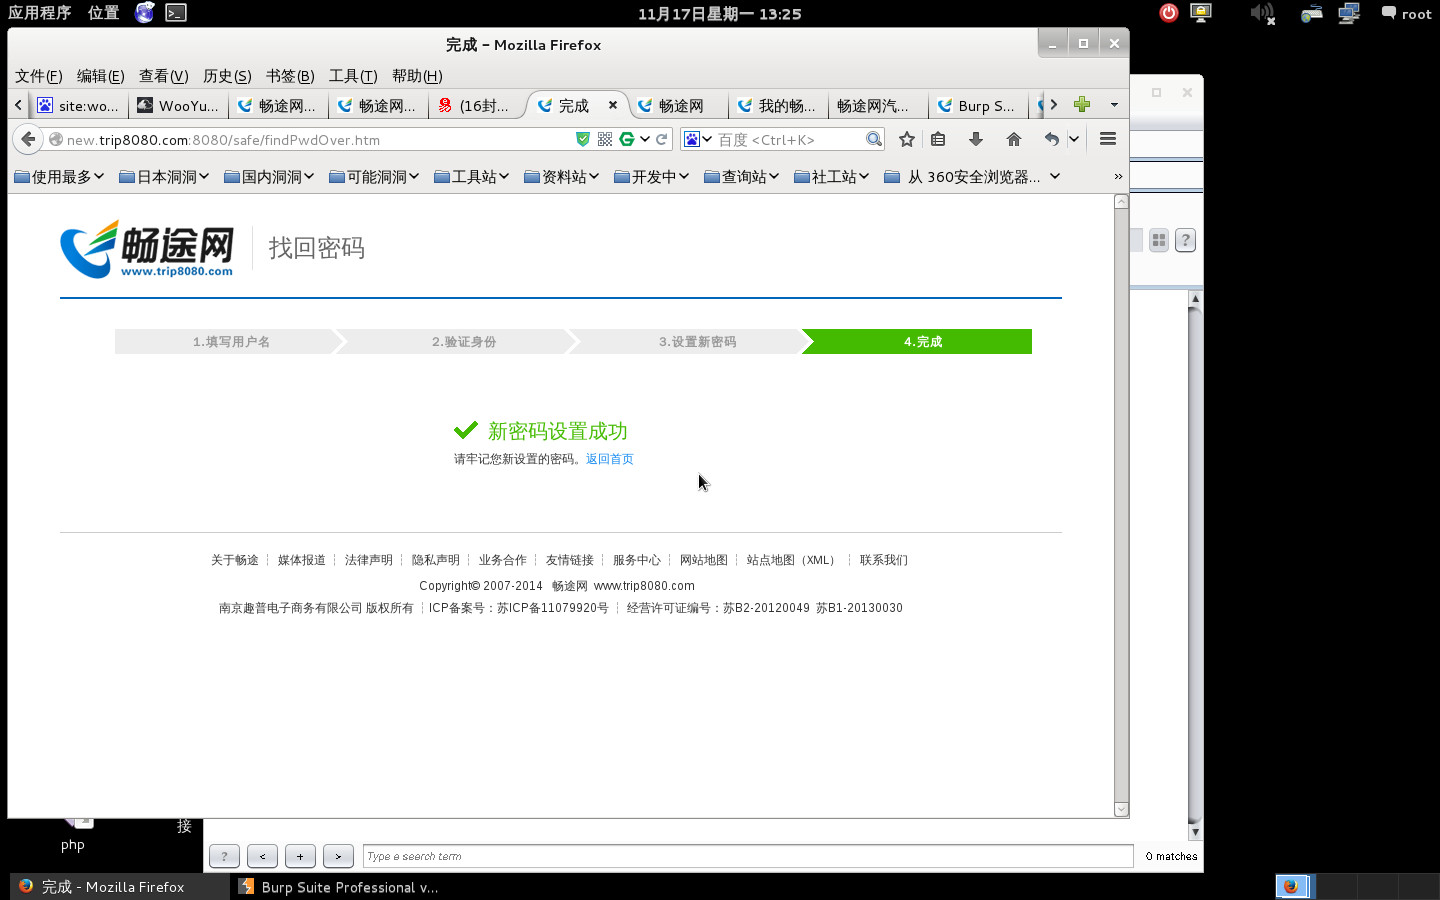 应用程序 位置 11月17日星期一 13:25 root
完成 - Mozilla Firefox
文件(F) 编辑(E) 查看(V) 历史(S) 书签(B) 工具(T) 帮助(H)
site:wo... WooYu... 畅途网... 畅途网... (16封... 完成 畅途网 我的畅... 畅途网汽... Burp S...
new.trip8080.com:8080/safe/findPwdOver.htm 百度 <Ctrl+K>
使用最多 日本洞洞 国内洞洞 可能洞洞 工具站 资料站 开发中 查询站 社工站 从 360安全浏览器... »
畅途网 找回密码
www.trip8080.com
1.填写用户名 2.验证身份 3.设置新密码 4.完成
新密码设置成功
请牢记您新设置的密码。返回首页
关于畅途 媒体报道 法律声明 隐私声明 业务合作 友情链接 服务中心 网站地图 站点地图（XML） 联系我们
Copyright© 2007-2014 畅途网 www.trip8080.com
南京趣普电子商务有限公司 版权所有 ICP备案号：苏ICP备11079920号 经营许可证编号：苏B2-20120049 苏B1-20130030
?
接
php
? < + > Type a search term 0 matches
完成 - Mozilla Firefox Burp Suite Professional v...